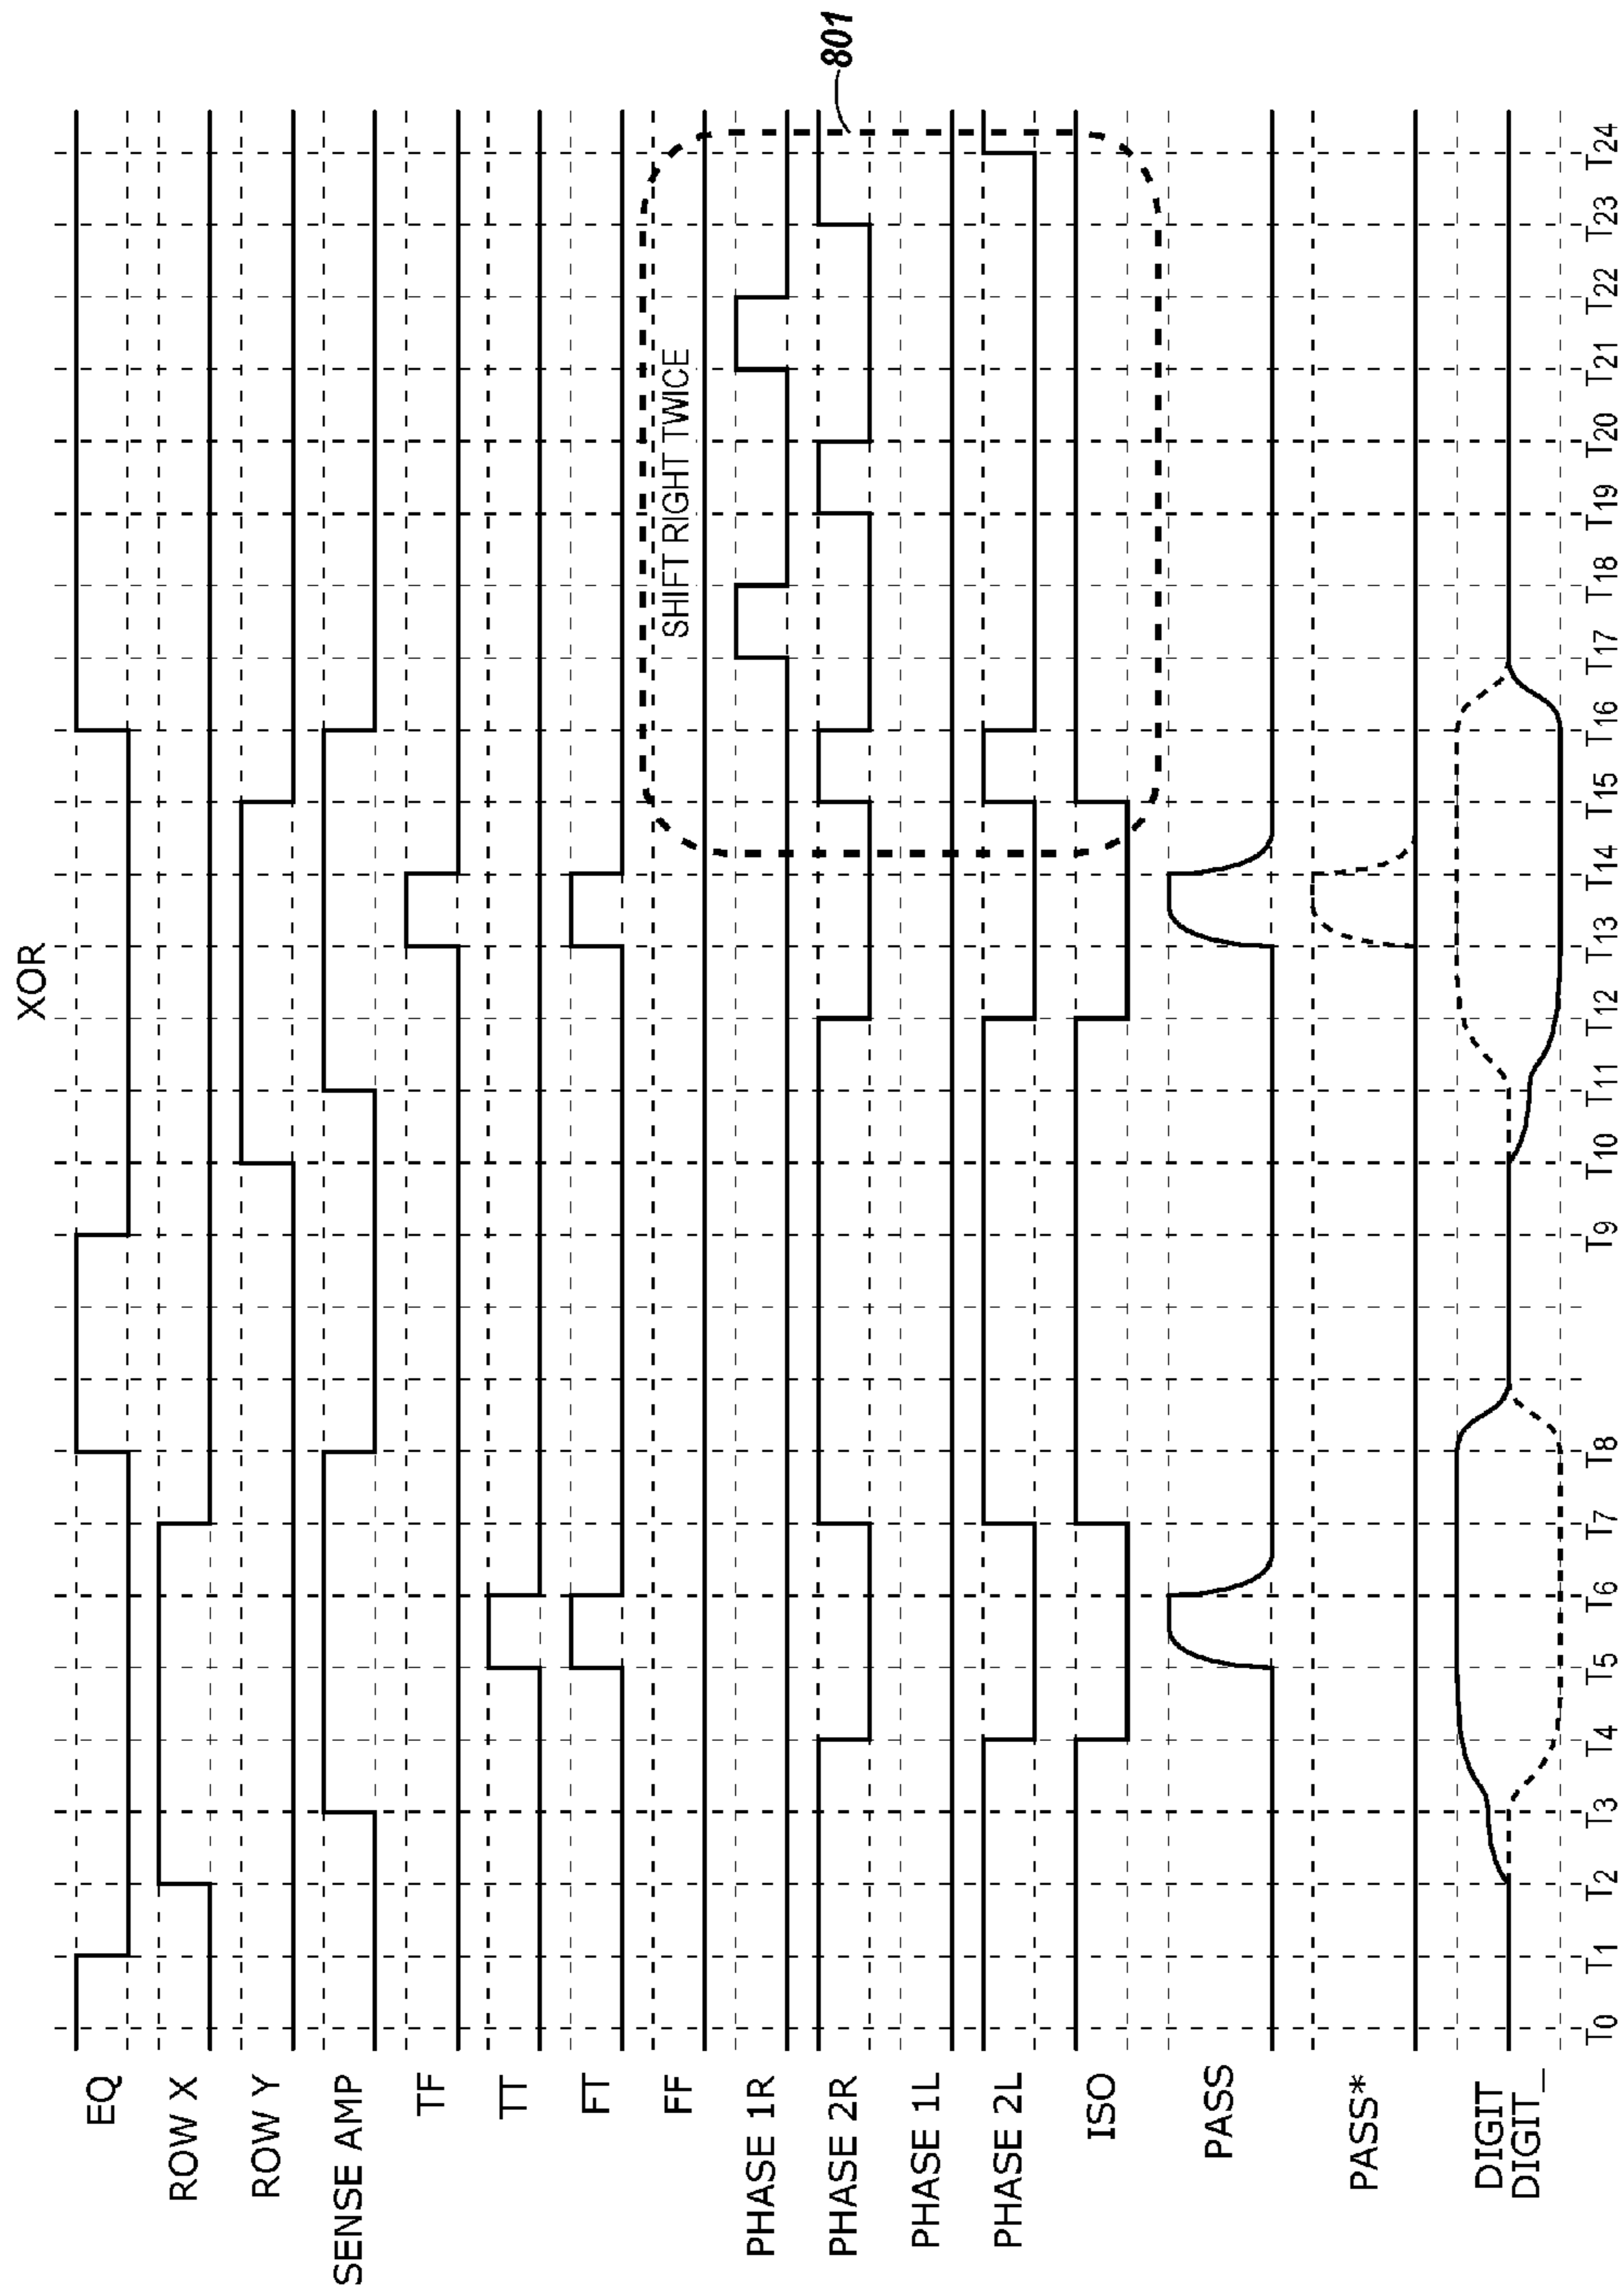 XOR
EQ
ROW X
ROW Y
SENSE AMP
TF
TT
FT
FF
SHIFT RIGHT TWICE
801
PHASE 1R
PHASE 2R
PHASE 1L
PHASE 2L
ISO
PASS
PASS*
DIGIT
DIGIT_
T0 T1 T2 T3 T4 T5 T6 T7 T8 T9 T10 T11 T12 T13 T14 T15 T16 T17 T18 T19 T20 T21 T22 T23 T24